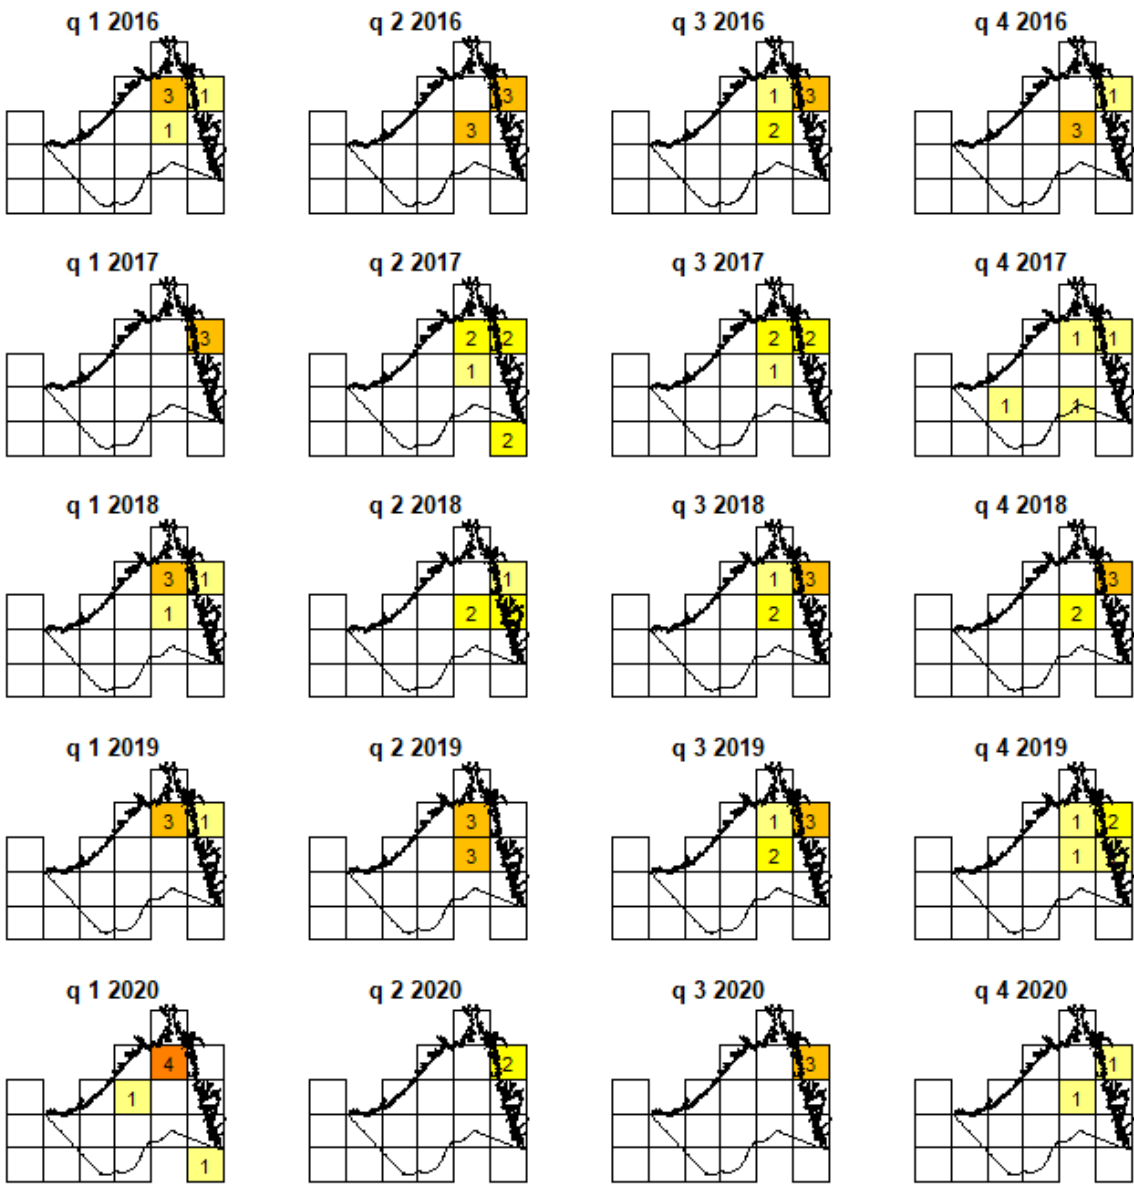 q 1 2016 q 2 2016 q 3 2016 q 4 2016
3 1 3 1 3 1
1 3 2 3
q 1 2017 q 2 2017 q 3 2017 q 4 2017
3 2 2 2 2 1 1
1 1
1 1
2
q 1 2018 q 2 2018 q 3 2018 q 4 2018
3 1 1 1 3 3
1 2 2 2
q 1 2019 q 2 2019 q 3 2019 q 4 2019
3 1 3 1 3 1 2
3 2 1
q 1 2020 q 2 2020 q 3 2020 q 4 2020
4 2 3 1
1 1
1